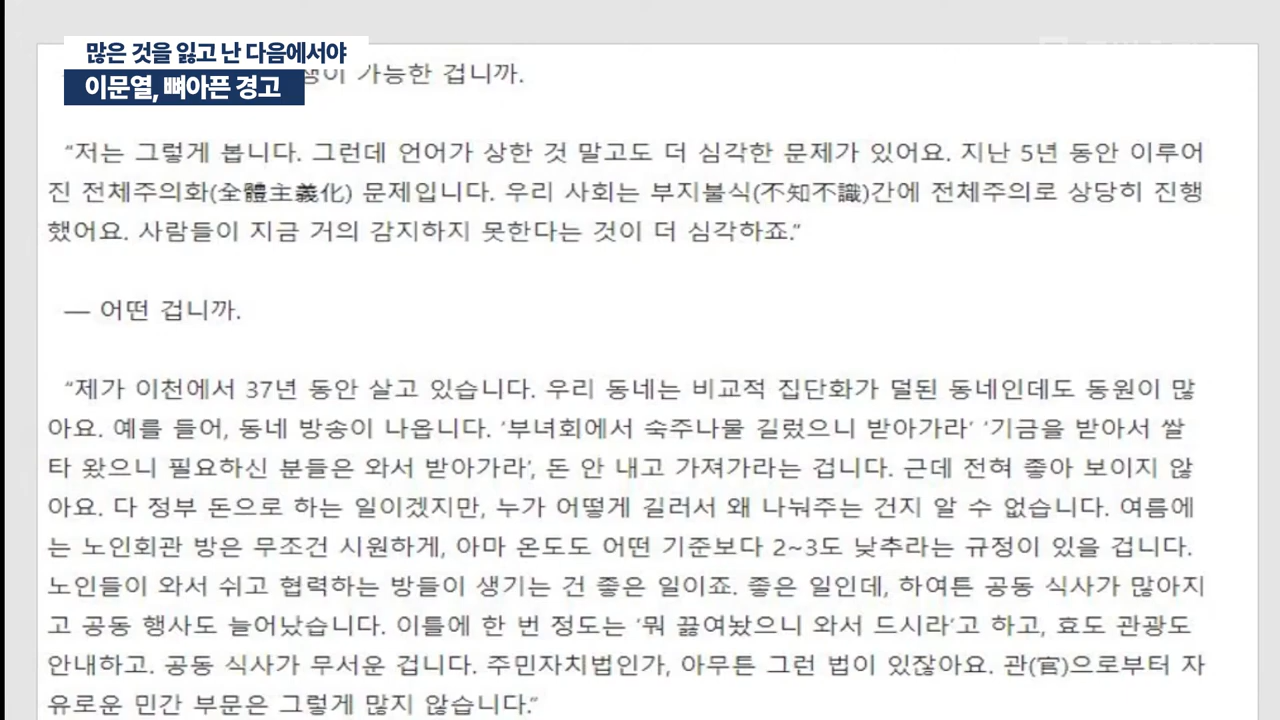 많은 것을 잃고 난 다음에서야
이문열, 뼈아픈 경고
가능한 겁니까.
“저는 그렇게 봅니다. 그런데 언어가 상한 것 말고도 더 심각한 문제가 있어요. 지난 5년 동안 이루어
진 전체주의화(全體主義化) 문제입니다. 우리 사회는 부지불식(不知不識)간에 전체주의로 상당히 진행
했어요. 사람들이 지금 거의 감지하지 못한다는 것이 더 심각하죠.”
— 어떤 겁니까.
“제가 이천에서 37년 동안 살고 있습니다. 우리 동네는 비교적 집단화가 덜된 동네인데도 동원이 많
아요. 예를 들어, 동네 방송이 나옵니다. ‘부녀회에서 숙주나물 길렀으니 받아가라’ ‘기금을 받아서 쌀
타 왔으니 필요하신 분들은 와서 받아가라’, 돈 안 내고 가져가라는 겁니다. 근데 전혀 좋아 보이지 않
아요. 다 정부 돈으로 하는 일이겠지만, 누가 어떻게 길러서 왜 나눠주는 건지 알 수 없습니다. 여름에
는 노인회관 방은 무조건 시원하게, 아마 온도도 어떤 기준보다 2~3도 낮추라는 규정이 있을 겁니다.
노인들이 와서 쉬고 협력하는 방들이 생기는 건 좋은 일이죠. 좋은 일인데, 하여튼 공동 식사가 많아지
고 공동 행사도 늘어났습니다. 이틀에 한 번 정도는 ‘뭐 끓여놨으니 와서 드시라’고 하고, 효도 관광도
안내하고. 공동 식사가 무서운 겁니다. 주민자치법인가, 아무튼 그런 법이 있잖아요. 관(官)으로부터 자
유로운 민간 부문은 그렇게 많지 않습니다.”